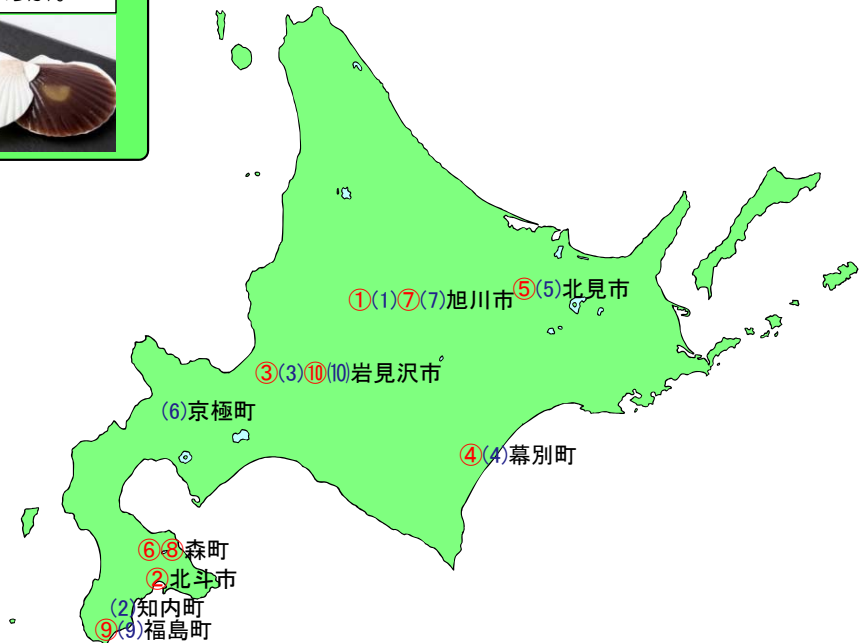 ①(1)⑦(7)旭川市
⑤(5)北見市
③(3)⑩(10)岩見沢市
(6)京極町
④(4)幕別町
⑥⑧森町
②北斗市
(2)知内町
⑨(9)福島町